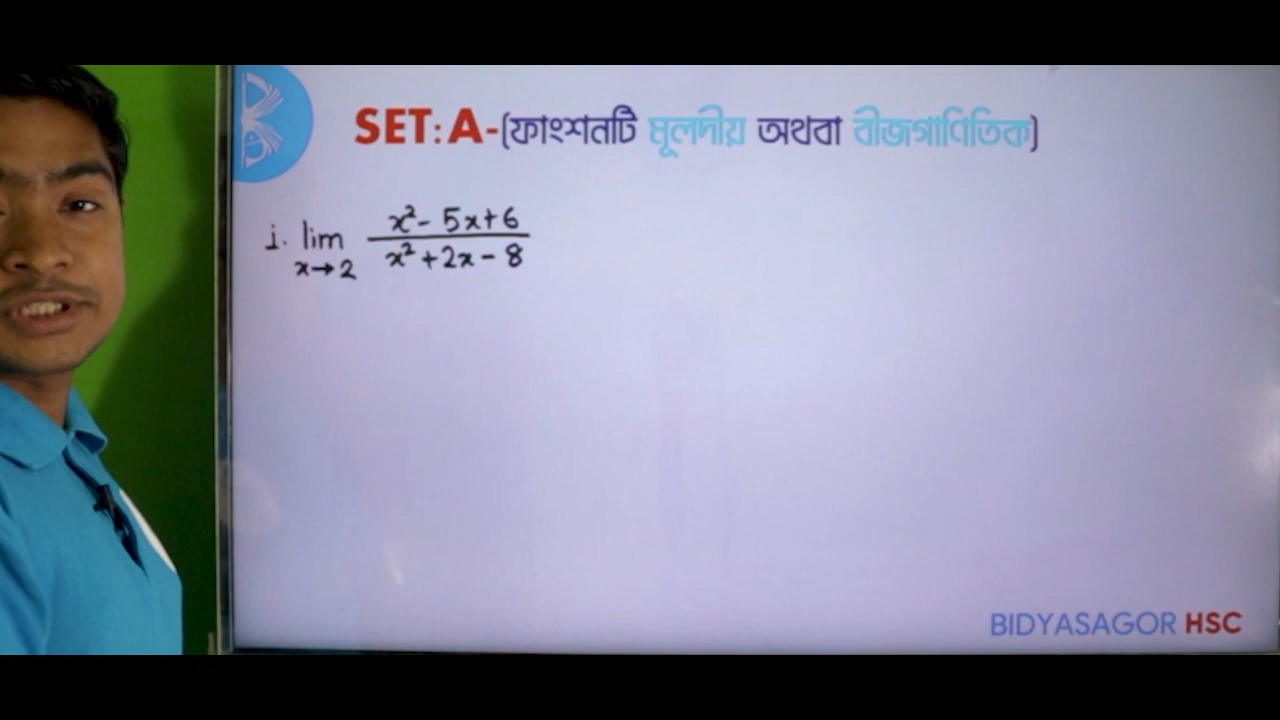 SET: A-(ফাংশনটি মূলদীয় অথবা বীজগাণিতিক)
i. lim x→2 x² - 5x + 6 / x² + 2x - 8
BIDYASAGOR HSC